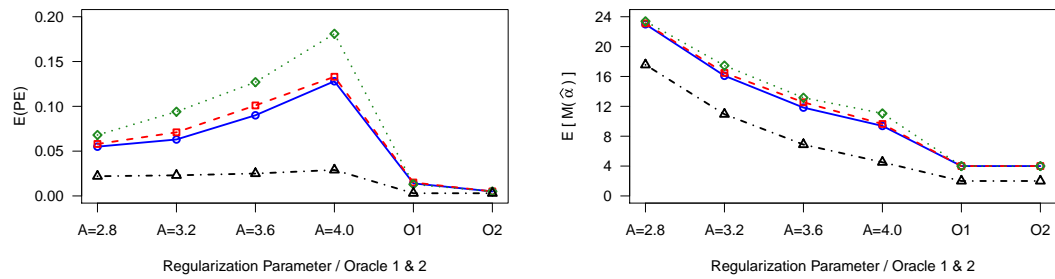 E(PE)
0.20
0.15
0.10
0.05
0.00
A=2.8 A=3.2 A=3.6 A=4.0 O1 O2
Regularization Parameter / Oracle 1 & 2
E [ M(α̂) ]
24
20
16
12
8
4
0
A=2.8 A=3.2 A=3.6 A=4.0 O1 O2
Regularization Parameter / Oracle 1 & 2